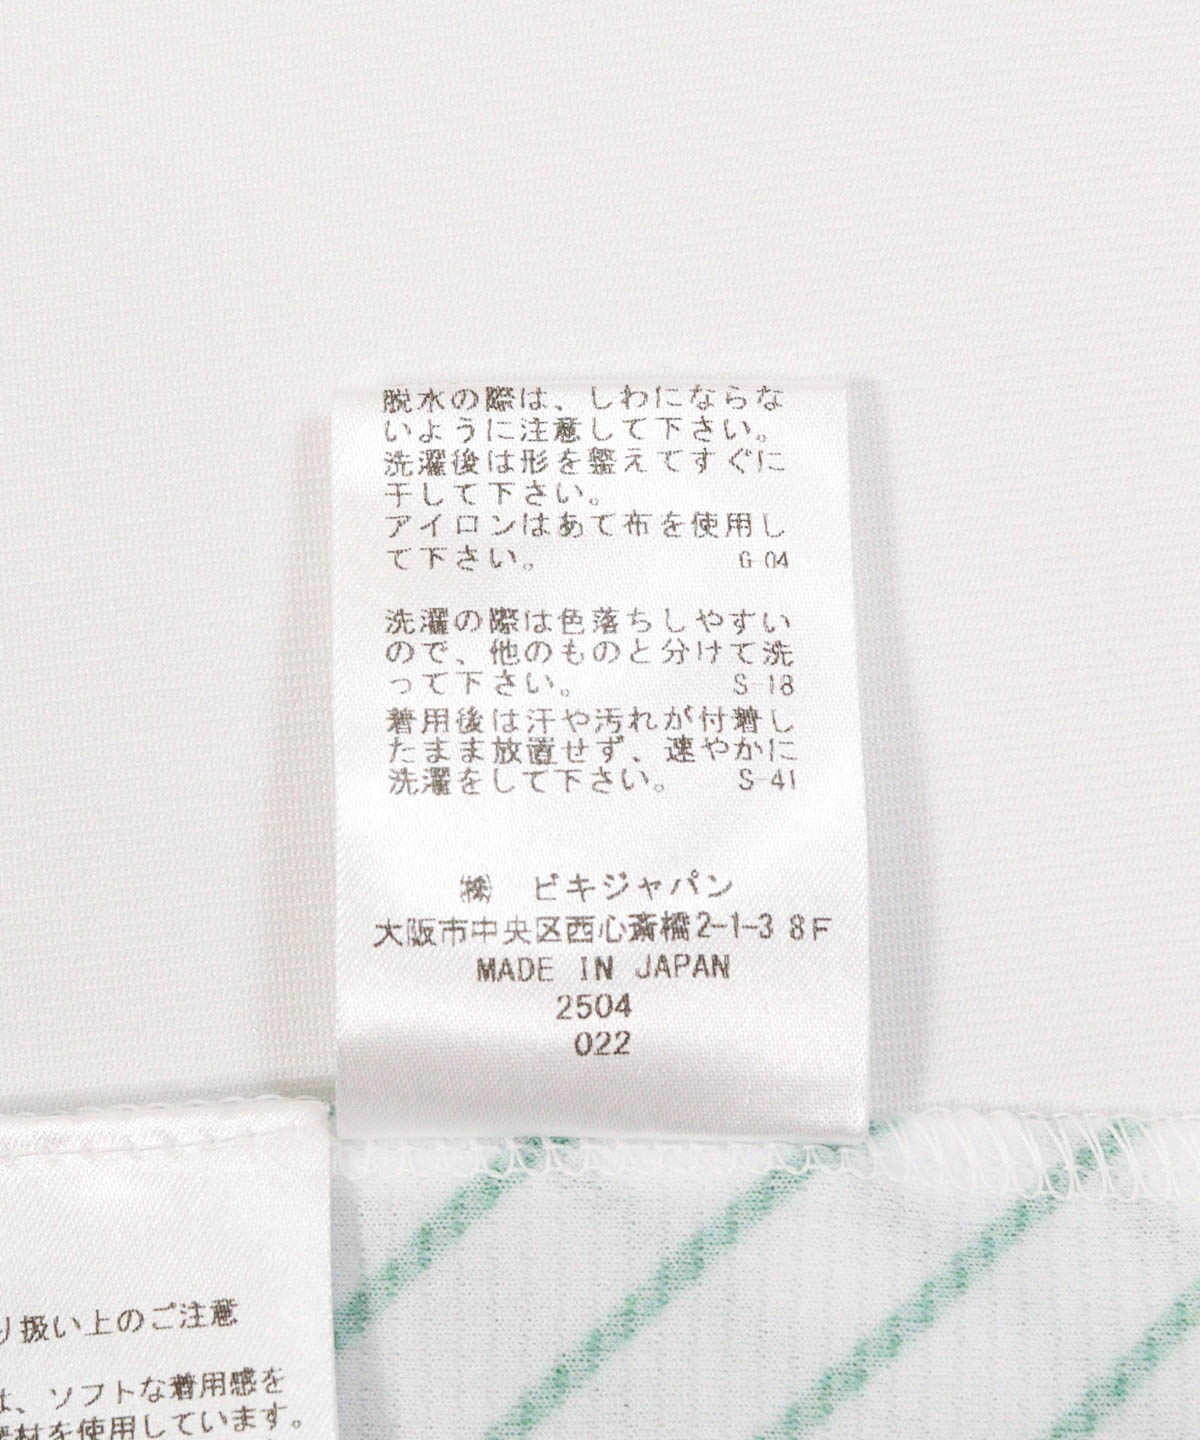 脱水の際は、しわにならな
いように注意して下さい。
洗濯後は形を整えてすぐに
干して下さい。
アイロンはあて布を使用し
て下さい。 G-04
洗濯の際は色落ちしやすい
ので、他のものと分けて洗
って下さい。 S-18
着用後は汗や汚れが付着し
たまま放置せず、速やかに
洗濯をして下さい。 S-41
㈱ ピキジャパン
大阪市中央区西心斎橋2-1-3 8F
MADE IN JAPAN
2504
022
り扱い上のご注意
は、ソフトな着用感を
素材を使用しています。